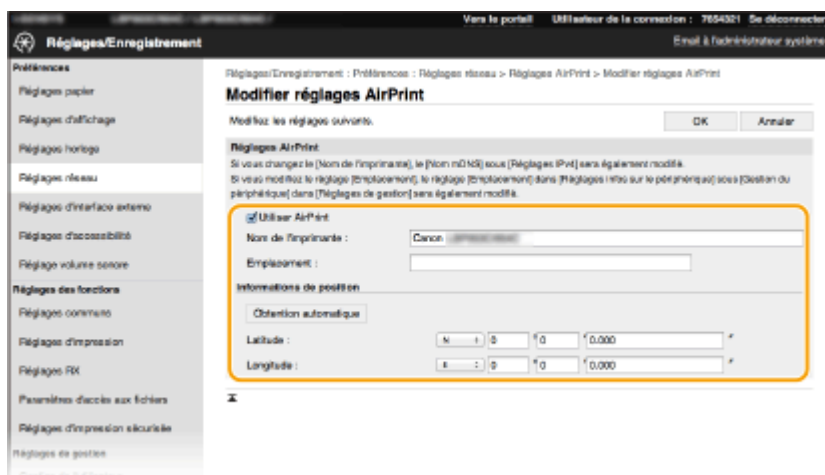 Vers le portail Utilisateur de la connexion : 7654321 Se déconnecter
Réglages/Enregistrement
Email à l'administrateur système
Préférences
Réglages papier
Réglages d'affichage
Réglages horloge
Réglages réseau
Réglages d'interface externe
Réglages d'accessibilité
Réglage volume sonore
Réglages des fonctions
Réglages communs
Réglages d'impression
Réglages RX
Paramètres d'accès aux fichiers
Réglages d'impression sécurisée
Réglages de gestion
Réglages/Enregistrement : Préférences : Réglages réseau > Réglages AirPrint > Modifier réglages AirPrint
Modifier réglages AirPrint
Modifiez les réglages suivants.
OK
Annuler
Réglages AirPrint
Si vous changez le [Nom de l'imprimante], le [Nom mDNS] sous [Réglages IPv4] sera également modifié.
Si vous modifiez le réglage [Emplacement], le réglage [Emplacement] dans [Réglages infos sur le périphérique] sous [Gestion du
périphérique] dans [Réglages de gestion] sera également modifié.
Utiliser AirPrint
Nom de l'imprimante : Canon
Emplacement :
Informations de position
Obtention automatique
Latitude : N 0 ° 0 ' 0.000 "
Longitude : E 0 ° 0 ' 0.000 "